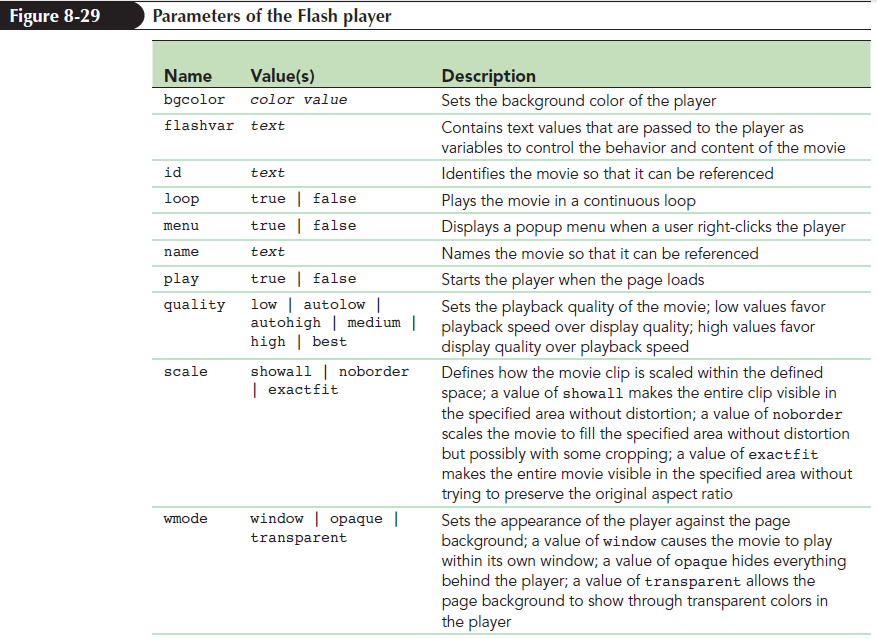 Figure 8-29 Parameters of the Flash player
Name Value(s) Description
bgcolor color value Sets the background color of the player
flashvar text Contains text values that are passed to the player as
variables to control the behavior and content of the movie
id text Identifies the movie so that it can be referenced
loop true | false Plays the movie in a continuous loop
menu true | false Displays a popup menu when a user right-clicks the player
name text Names the movie so that it can be referenced
play true | false Starts the player when the page loads
quality low | autolow | Sets the playback quality of the movie; low values favor
autohigh | medium | playback speed over display quality; high values favor
high | best display quality over playback speed
scale showall | noborder Defines how the movie clip is scaled within the defined
| exactfit space; a value of showall makes the entire clip visible in
the specified area without distortion; a value of noborder
scales the movie to fill the specified area without distortion
but possibly with some cropping; a value of exactfit
makes the entire movie visible in the specified area without
trying to preserve the original aspect ratio
wmode window | opaque | Sets the appearance of the player against the page
transparent background; a value of window causes the movie to play
within its own window; a value of opaque hides everything
behind the player; a value of transparent allows the
page background to show through transparent colors in
the player